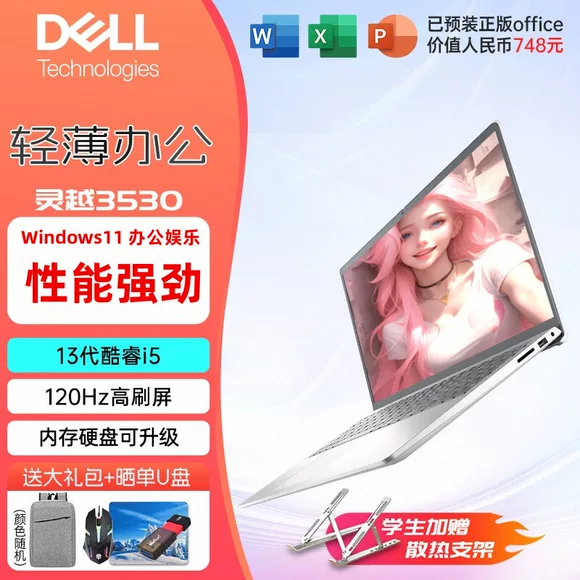 DELL
Technologies
W
X
P
已预装正版office
价值人民币748元
轻薄办公
灵越3530
Windows11 办公娱乐
性能强劲
13代酷睿i5
120Hz高刷屏
内存硬盘可升级
送大礼包+晒单U盘
(颜色随机)
学生加赠
散热支架